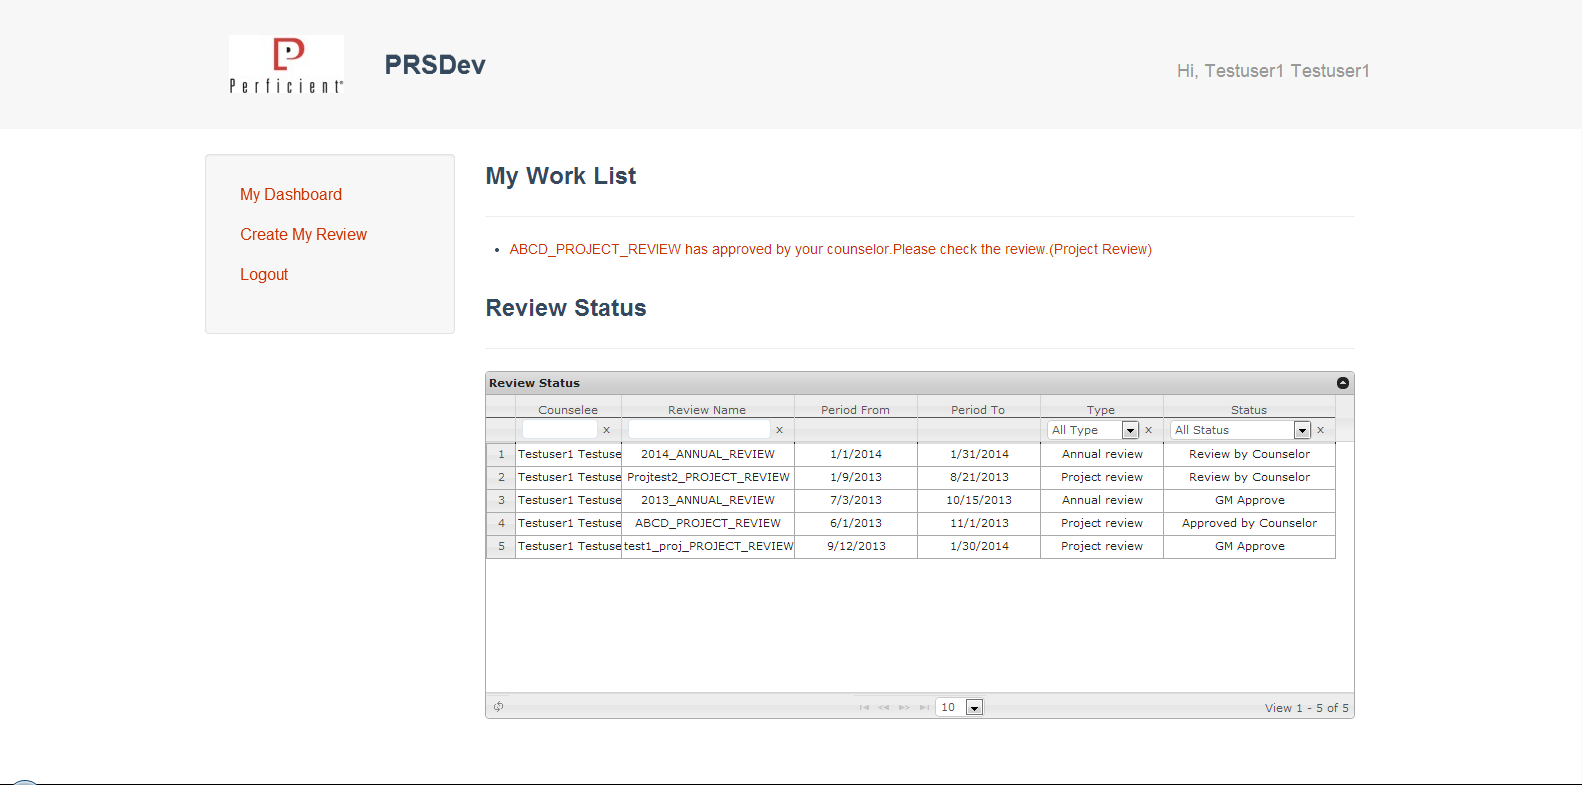 Perficient®
PRSDev
Hi, Testuser1 Testuser1
My Dashboard
Create My Review
Logout
My Work List
ABCD_PROJECT_REVIEW has approved by your counselor.Please check the review.(Project Review)
Review Status
Review Status
Counselee Review Name Period From Period To Type Status
x x All Type x All Status x
1 Testuser1 Testuse 2014_ANNUAL_REVIEW 1/1/2014 1/31/2014 Annual review Review by Counselor
2 Testuser1 Testuse Projtest2_PROJECT_REVIEW 1/9/2013 8/21/2013 Project review Review by Counselor
3 Testuser1 Testuse 2013_ANNUAL_REVIEW 7/3/2013 10/15/2013 Annual review GM Approve
4 Testuser1 Testuse ABCD_PROJECT_REVIEW 6/1/2013 11/1/2013 Project review Approved by Counselor
5 Testuser1 Testuse test1_proj_PROJECT_REVIEW 9/12/2013 1/30/2014 Project review GM Approve
10 View 1 - 5 of 5